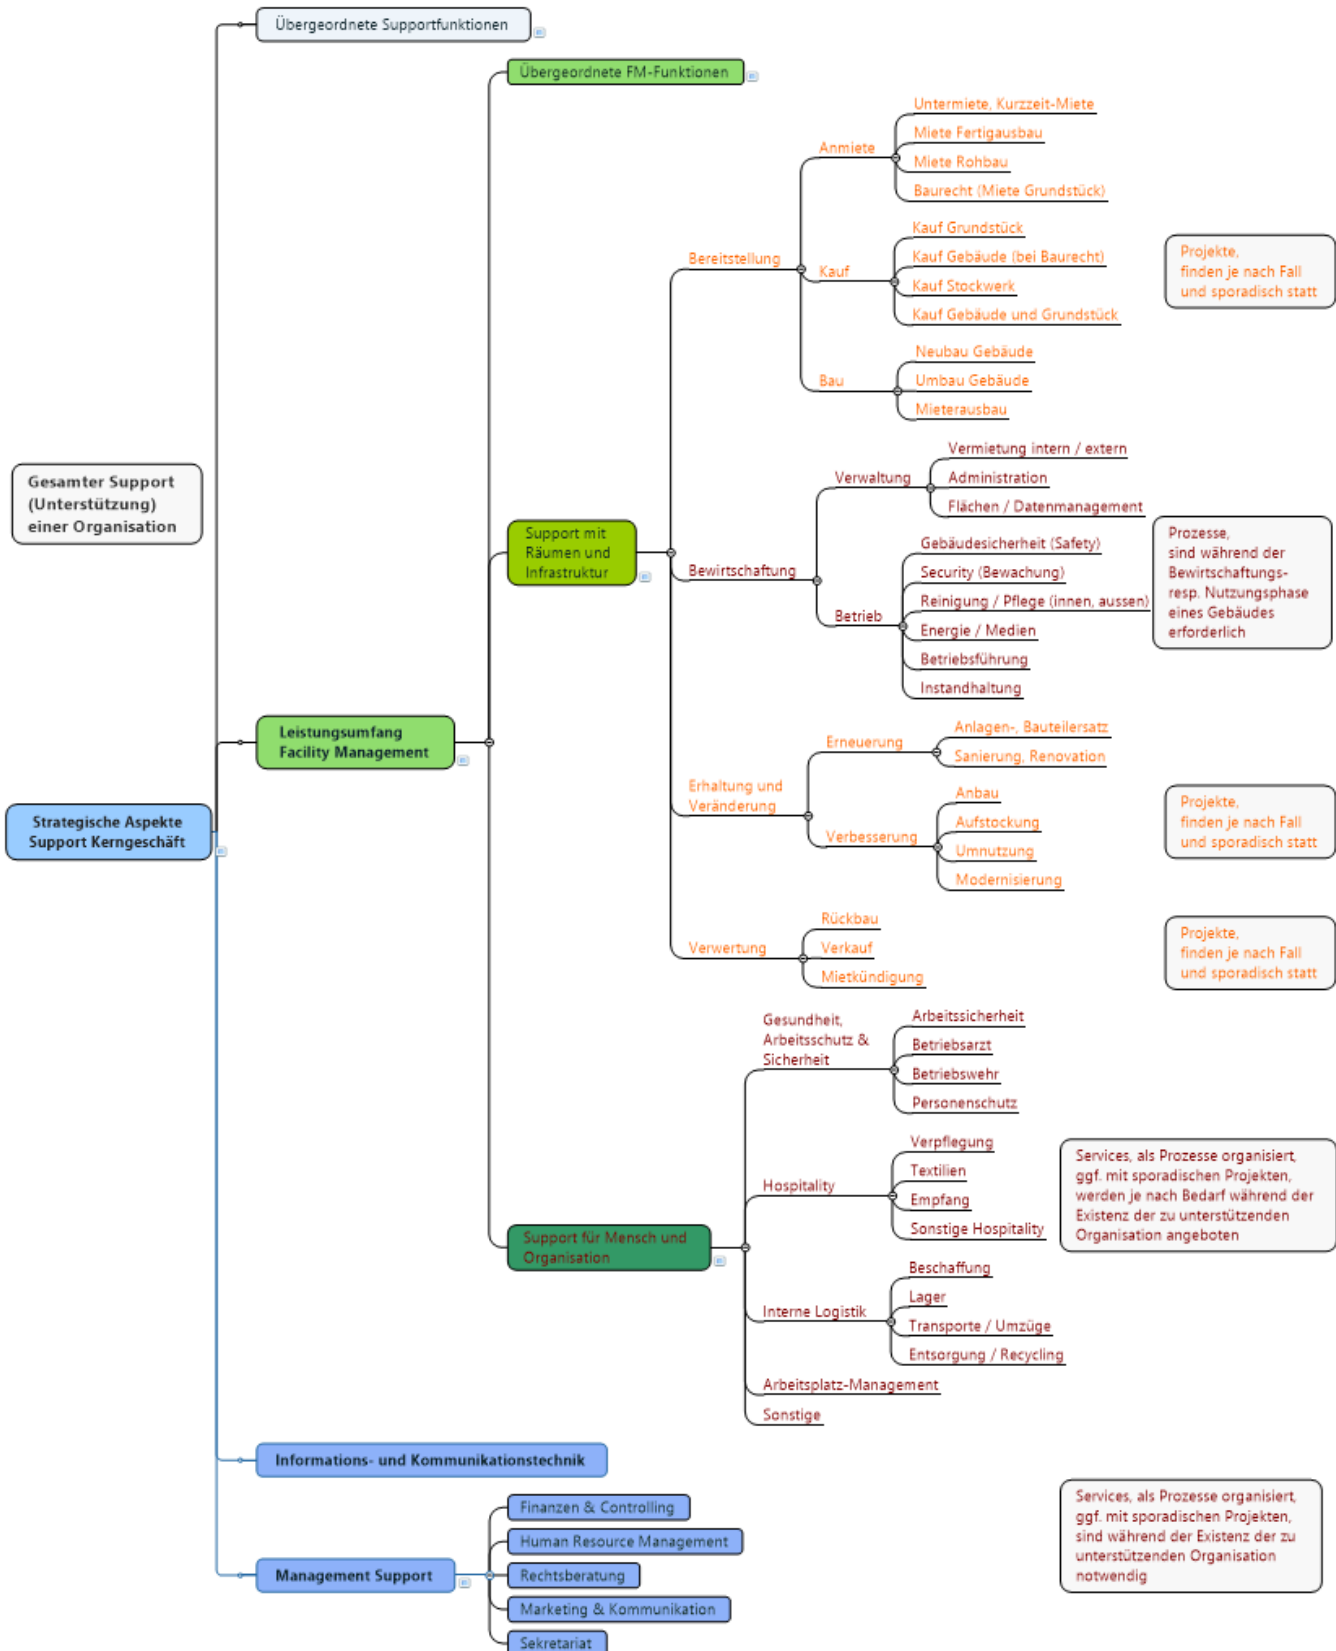 Übergeordnete Supportfunktionen
Übergeordnete FM-Funktionen
Untermiete, Kurzzeit-Miete
Miete Fertigausbau
Anmiete
Miete Rohbau
Baurecht (Miete Grundstück)
Kauf Grundstück
Bereitstellung
Kauf Gebäude (bei Baurecht)
Kauf
Kauf Stockwerk
Kauf Gebäude und Grundstück
Projekte,
finden je nach Fall
und sporadisch statt
Neubau Gebäude
Bau
Umbau Gebäude
Mieterausbau
Gesamter Support
(Unterstützung)
einer Organisation
Support mit
Räumen und
Infrastruktur
Vermietung intern / extern
Verwaltung
Administration
Flächen / Datenmanagement
Bewirtschaftung
Gebäudesicherheit (Safety)
Security (Bewachung)
Reinigung / Pflege (innen, aussen)
Betrieb
Energie / Medien
Betriebsführung
Instandhaltung
Prozesse,
sind während der
Bewirtschaftungs-
resp. Nutzungsphase
eines Gebäudes
erforderlich
Leistungsumfang
Facility Management
Anlagen-, Bauteilersatz
Erneuerung
Sanierung, Renovation
Erhaltung und
Veränderung
Anbau
Aufstockung
Verbesserung
Umnutzung
Modernisierung
Projekte,
finden je nach Fall
und sporadisch statt
Strategische Aspekte
Support Kerngeschäft
Rückbau
Verwertung
Verkauf
Mietkündigung
Projekte,
finden je nach Fall
und sporadisch statt
Gesundheit,
Arbeitsschutz &
Sicherheit
Arbeitssicherheit
Betriebsarzt
Betriebswehr
Personenschutz
Verpflegung
Textilien
Hospitality
Empfang
Sonstige Hospitality
Services, als Prozesse organisiert,
ggf. mit sporadischen Projekten,
werden je nach Bedarf während der
Existenz der zu unterstützenden
Organisation angeboten
Support für Mensch und
Organisation
Beschaffung
Lager
Interne Logistik
Transporte / Umzüge
Entsorgung / Recycling
Arbeitsplatz-Management
Sonstige
Informations- und Kommunikationstechnik
Finanzen & Controlling
Human Resource Management
Management Support
Rechtsberatung
Marketing & Kommunikation
Sekretariat
Services, als Prozesse organisiert,
ggf. mit sporadischen Projekten,
sind während der Existenz der zu
unterstützenden Organisation
notwendig